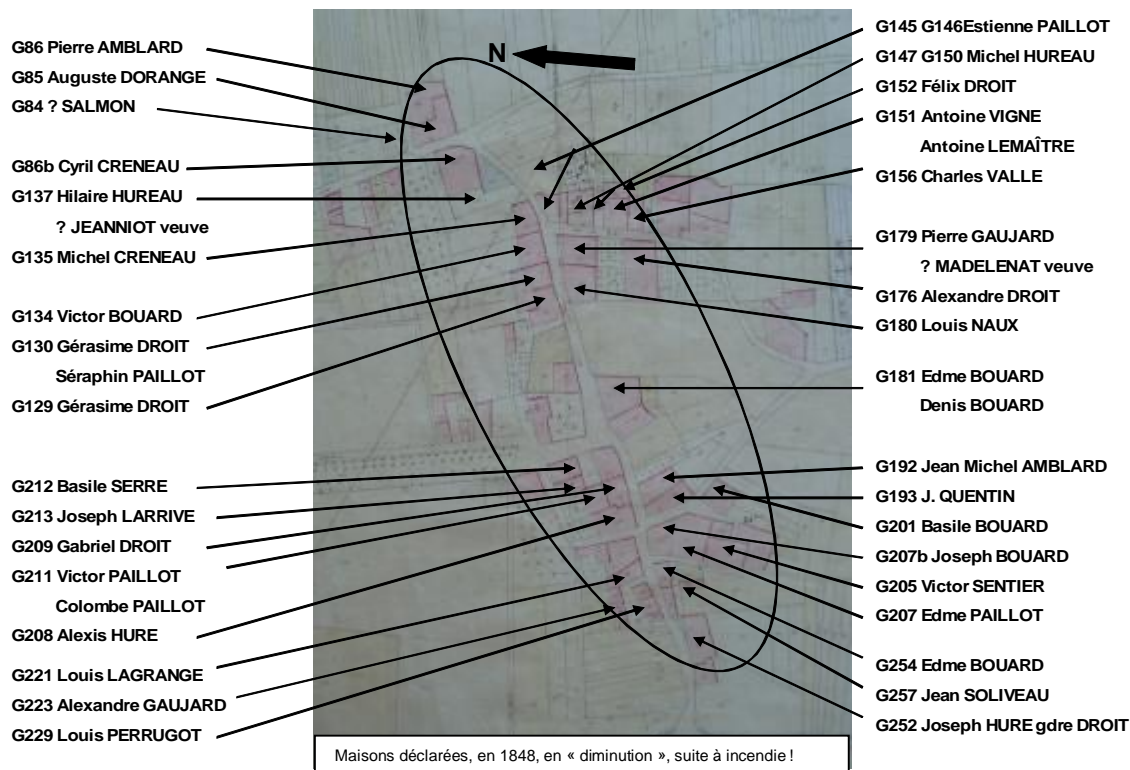 G86 Pierre AMBLARD
G85 Auguste DORANGE
G84 ? SALMON
G86b Cyril CRENEAU
G137 Hilaire HUREAU
? JEANNIOT veuve
G135 Michel CRENEAU
G134 Victor BOUARD
G130 Gérasime DROIT
Séraphin PAILLOT
G129 Gérasime DROIT
G212 Basile SERRE
G213 Joseph LARRIVE
G209 Gabriel DROIT
G211 Victor PAILLOT
Colombe PAILLOT
G208 Alexis HURE
G221 Louis LAGRANGE
G223 Alexandre GAUJARD
G229 Louis PERRUGOT
N
G145 G146Estienne PAILLOT
G147 G150 Michel HUREAU
G152 Félix DROIT
G151 Antoine VIGNE
Antoine LEMAÎTRE
G156 Charles VALLE
G179 Pierre GAUJARD
? MADELENAT veuve
G176 Alexandre DROIT
G180 Louis NAUX
G181 Edme BOUARD
Denis BOUARD
G192 Jean Michel AMBLARD
G193 J. QUENTIN
G201 Basile BOUARD
G207b Joseph BOUARD
G205 Victor SENTIER
G207 Edme PAILLOT
G254 Edme BOUARD
G257 Jean SOLIVEAU
G252 Joseph HURE gdre DROIT
Maisons déclarées, en 1848, en « diminution », suite à incendie !